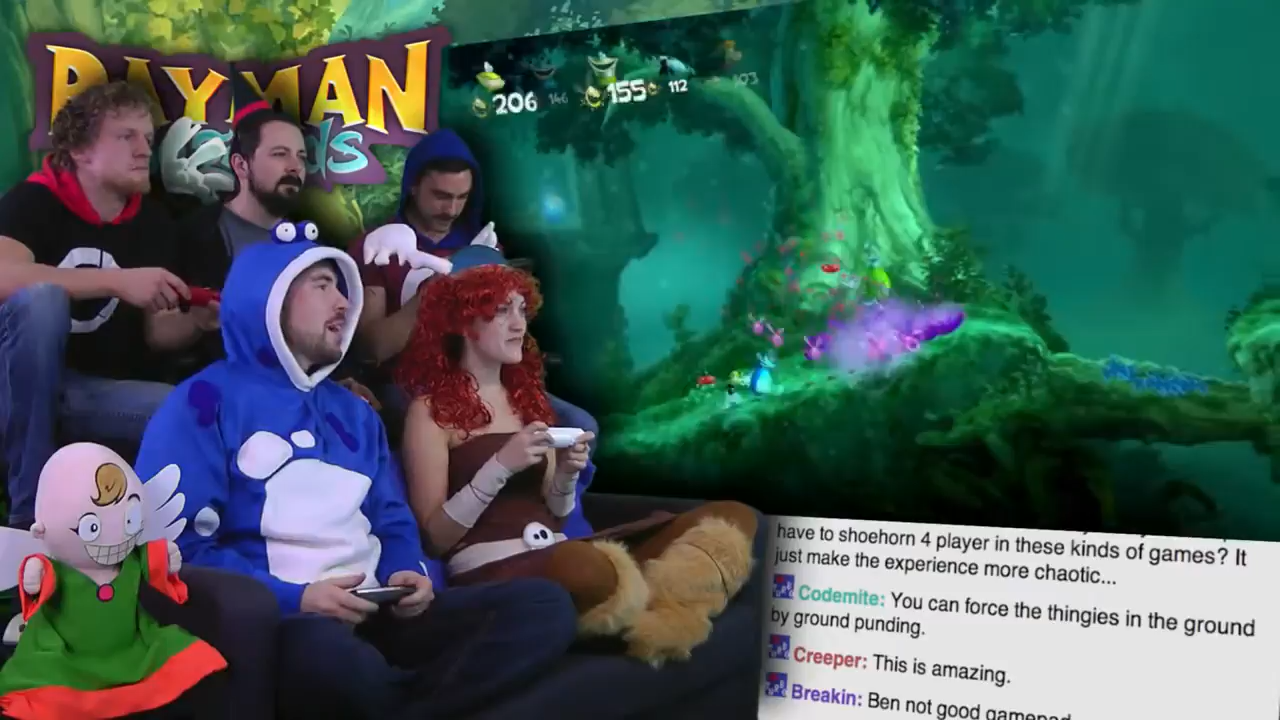 RAYMAN
206 146 155 112 103
have to shoehorn 4 player in these kinds of games? It
just make the experience more chaotic...
Codemite: You can force the thingies in the ground
by ground punding.
Creeper: This is amazing.
Breakin: Ben not good gamepad